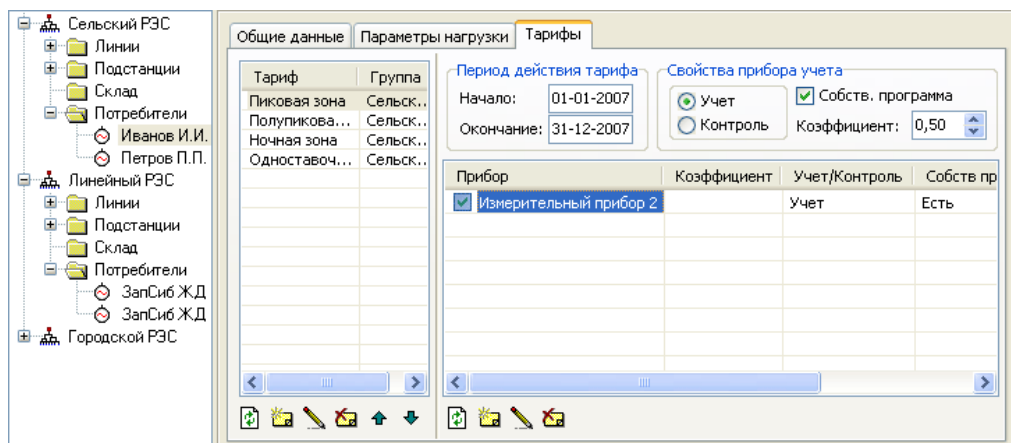 Сельский РЭС
Линии
Подстанции
Склад
Потребители
Иванов И.И.
Петров П.П.
Линейный РЭС
Линии
Подстанции
Склад
Потребители
ЗапСиб ЖД
ЗапСиб ЖД
Городской РЭС
Общие данные Параметры нагрузки Тарифы
Тариф Группа
Пиковая зона Сельск..
Полупикова... Сельск..
Ночная зона Сельск..
Одноставоч... Сельск..
Период действия тарифа
Начало: 01-01-2007
Окончание: 31-12-2007
Свойства прибора учета
Учет Собств. программа
Контроль Коэффициент: 0,50
Прибор Коэффициент Учет/Контроль Собств пр
Измерительный прибор 2 Учет Есть